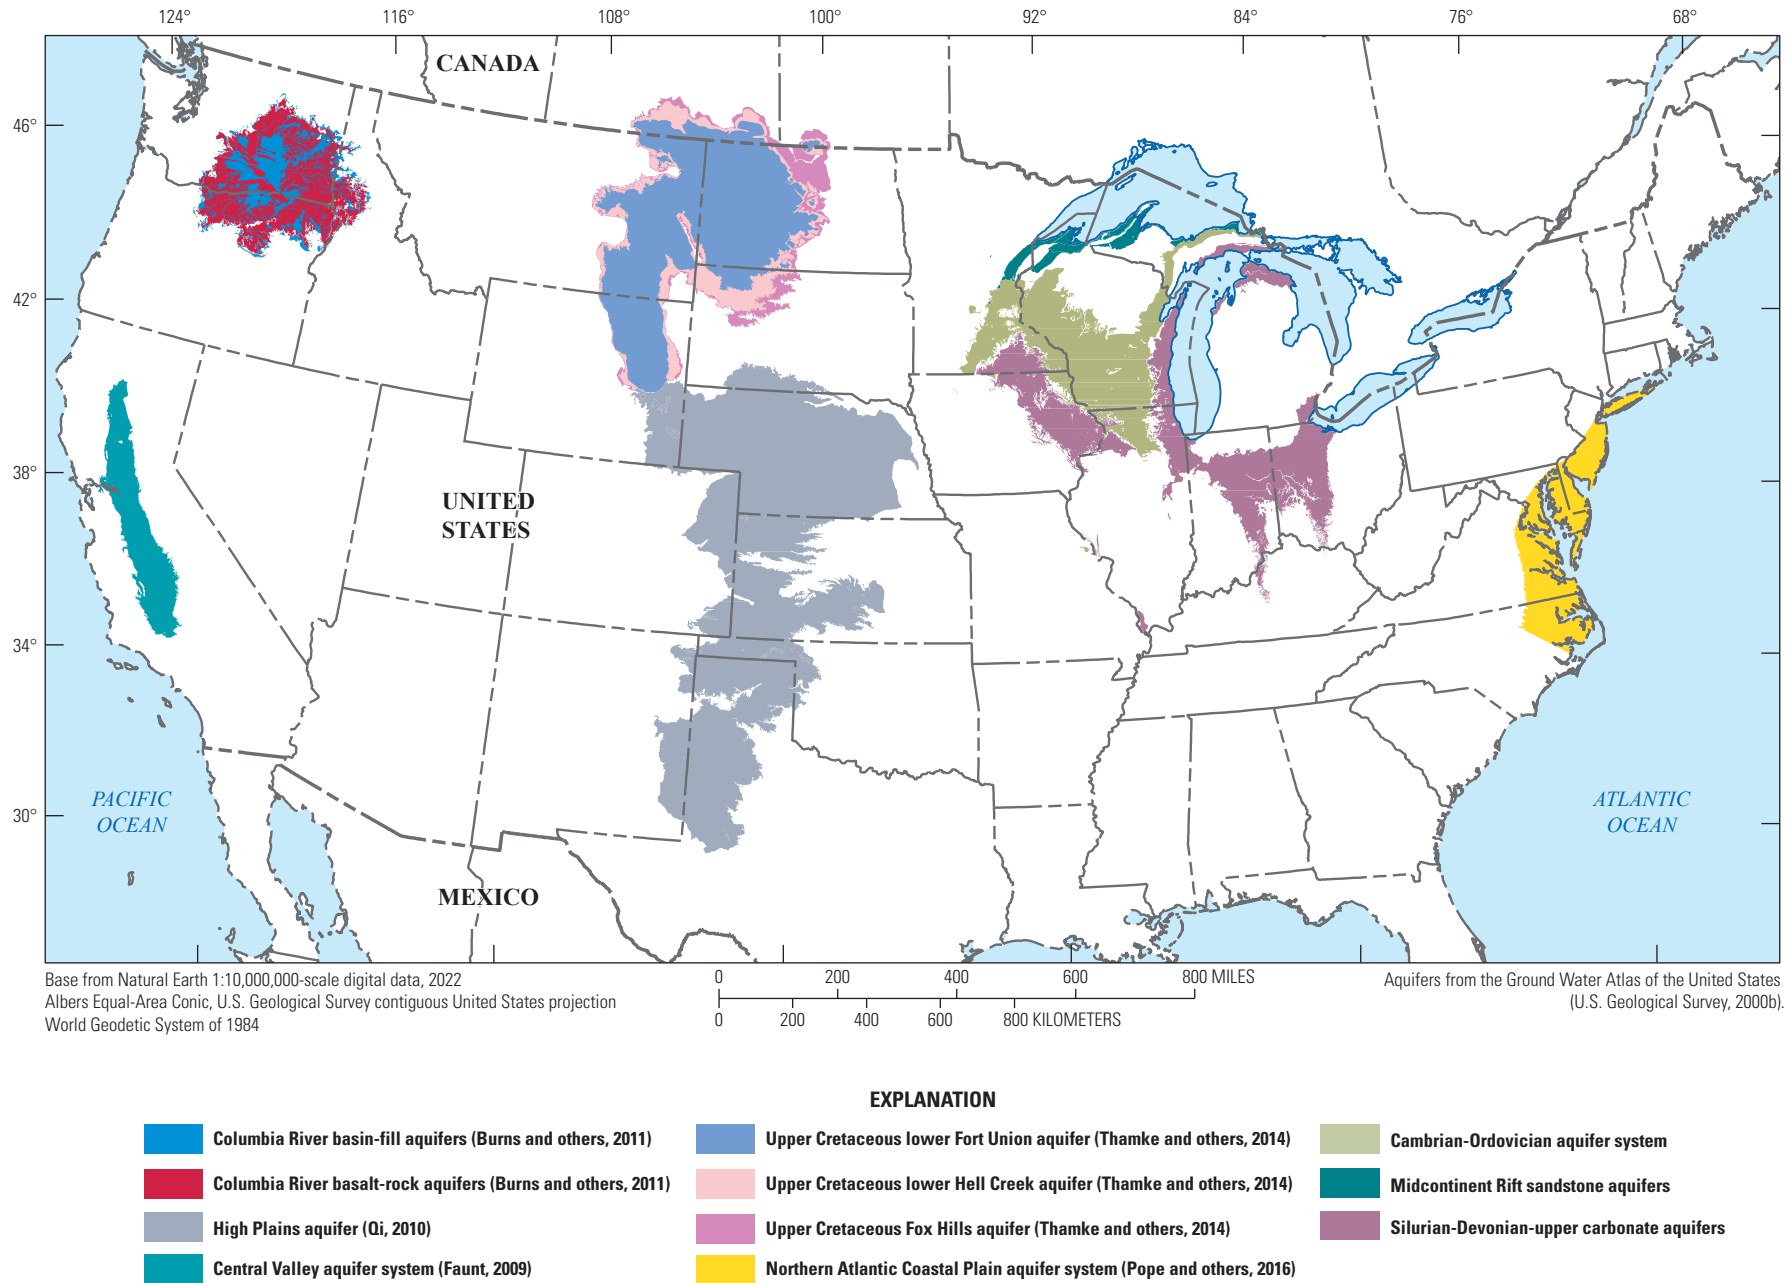 124° 116° 108° 100° 92° 84° 76° 68°
CANADA
46°
42°
38°
UNITED
STATES
34°
30°
PACIFIC
OCEAN
ATLANTIC
OCEAN
MEXICO
Base from Natural Earth 1:10,000,000-scale digital data, 2022
Albers Equal-Area Conic, U.S. Geological Survey contiguous United States projection
World Geodetic System of 1984
0 200 400 600 800 MILES
0 200 400 600 800 KILOMETERS
Aquifers from the Ground Water Atlas of the United States
(U.S. Geological Survey, 2000b).
EXPLANATION
Columbia River basin-fill aquifers (Burns and others, 2011)
Columbia River basalt-rock aquifers (Burns and others, 2011)
High Plains aquifer (Qi, 2010)
Central Valley aquifer system (Faunt, 2009)
Upper Cretaceous lower Fort Union aquifer (Thamke and others, 2014)
Upper Cretaceous lower Hell Creek aquifer (Thamke and others, 2014)
Upper Cretaceous Fox Hills aquifer (Thamke and others, 2014)
Northern Atlantic Coastal Plain aquifer system (Pope and others, 2016)
Cambrian-Ordovician aquifer system
Midcontinent Rift sandstone aquifers
Silurian-Devonian-upper carbonate aquifers